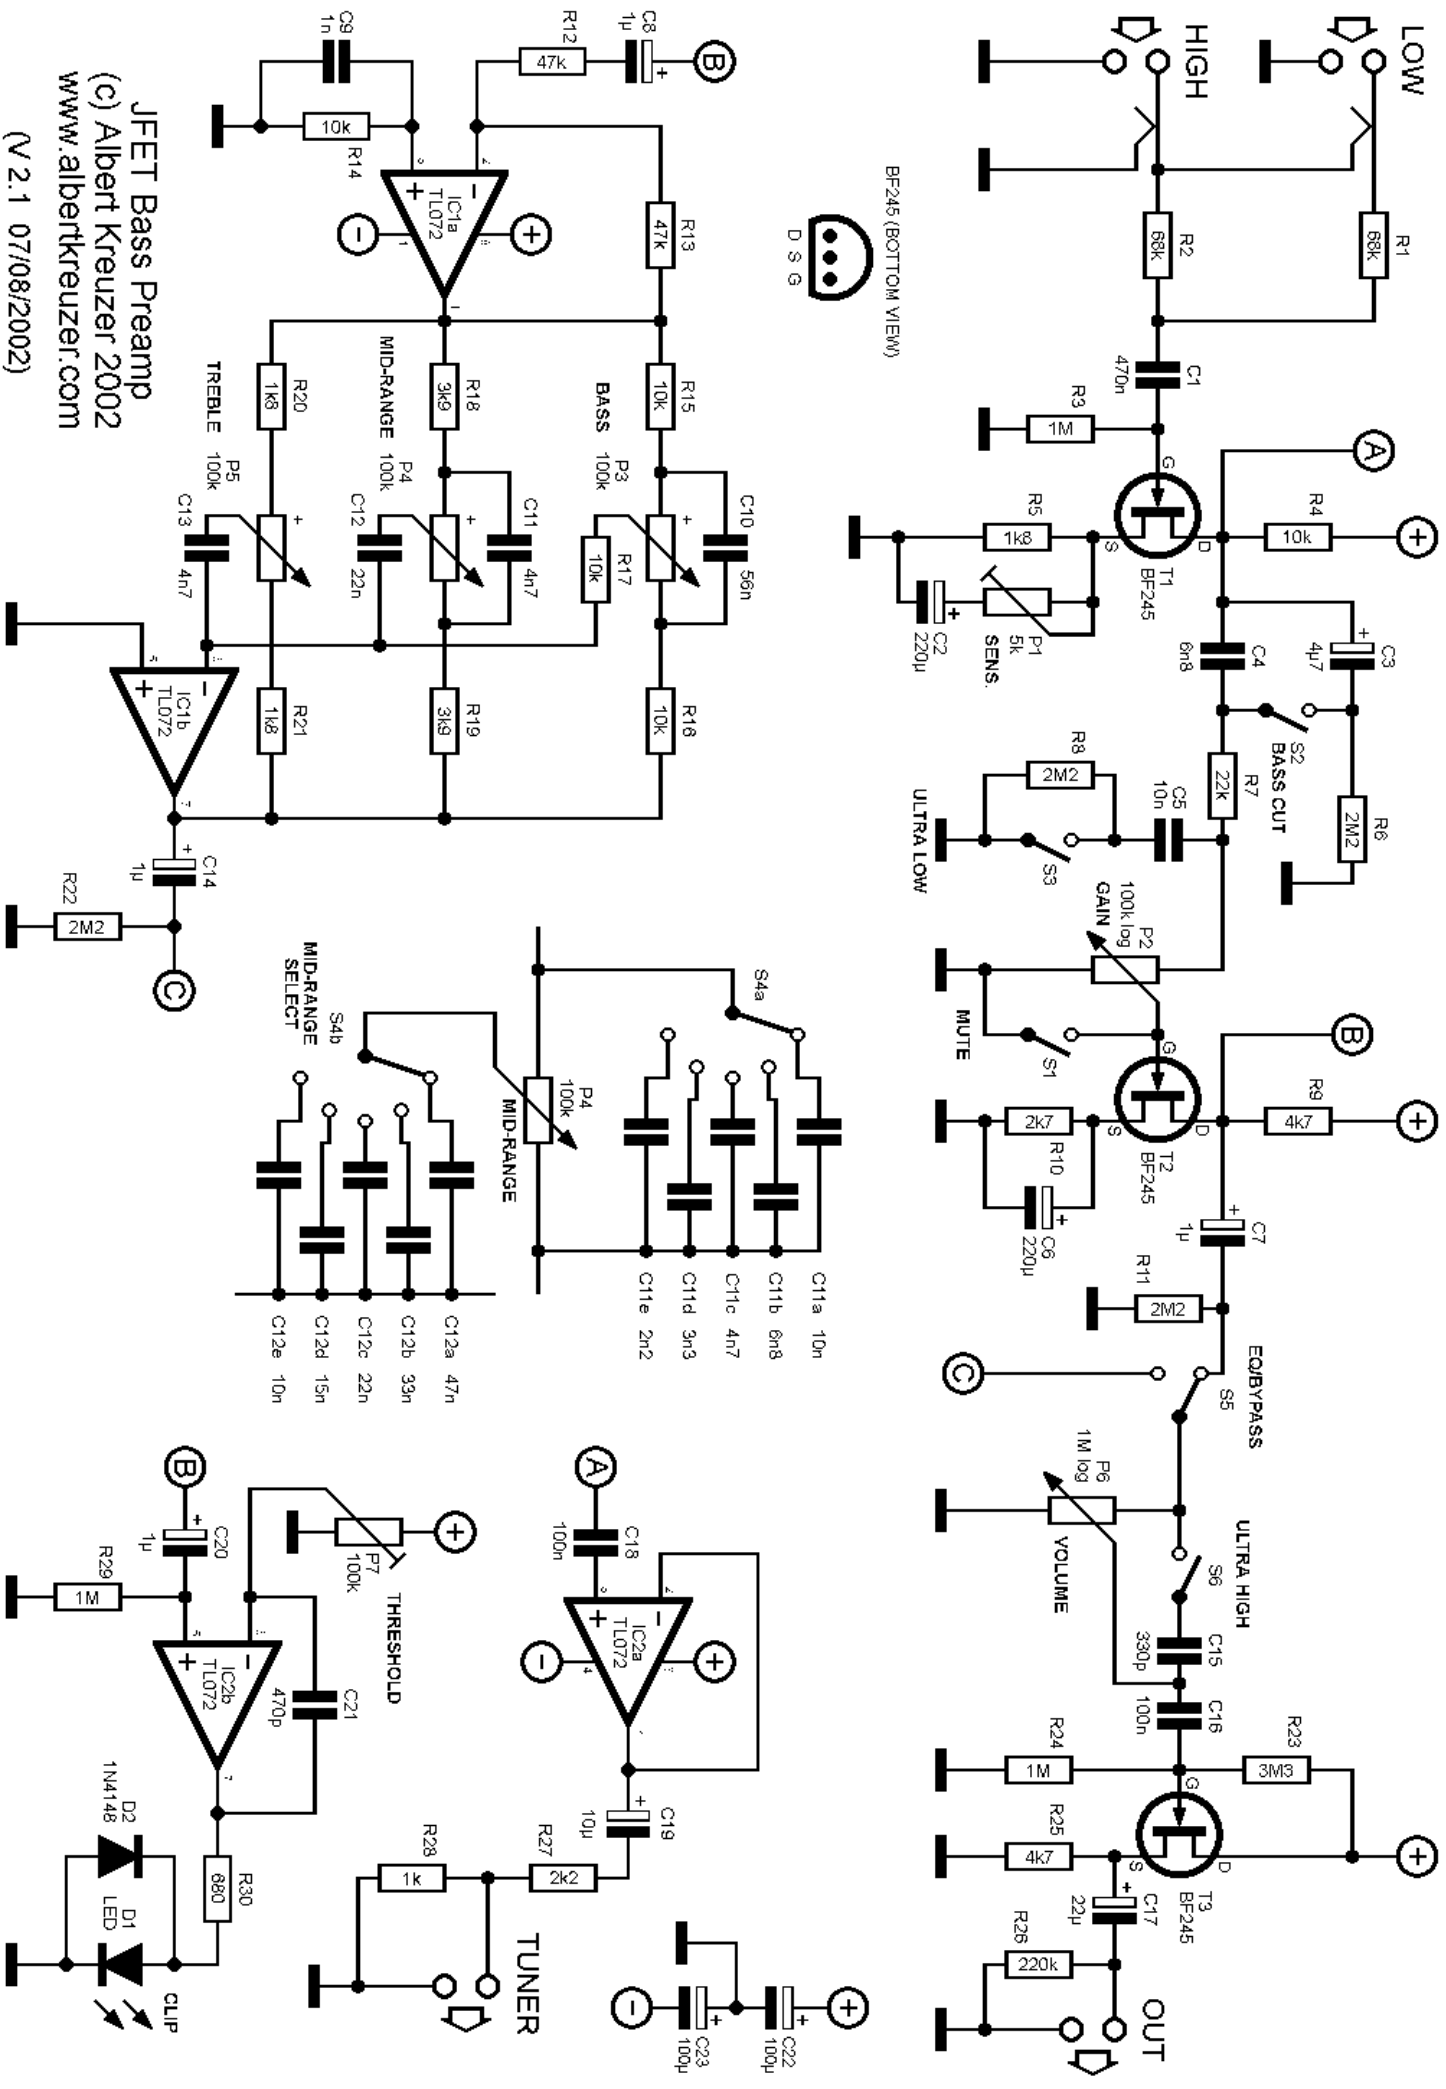 LOW
HIGH
R1
68k
R2
68k
C1
470n
R3
1M
A
R4
10k
+
G
D
S
T1
BF245
R5
1k8
P1
5k
SENS.
C2
220µ
C3
4µ7
C4
6n8
S2
BASS CUT
R6
2M2
R7
22k
C5
10n
R8
2M2
S3
ULTRA LOW
P2
100k log
GAIN
S1
MUTE
B
R9
4k7
+
G
D
S
T2
BF245
2k7
R10
C6
220µ
C7
1µ
R11
2M2
C
S5
EQ/BYPASS
P6
1M log
VOLUME
ULTRA HIGH
S6
C15
330p
C16
100n
R23
3M3
R24
1M
+
G
D
S
T3
BF245
R25
4k7
C17
22µ
R26
220k
OUT
BF245 (BOTTOM VIEW)
D S G
B
C8
1µ
R12
47k
C9
1n
10k
R14
IC1a
TL072
+
-
R13
47k
R15
10k
BASS
P3
100k
C10
56n
R16
10k
R17
10k
R18
3k9
MID-RANGE
P4
100k
C11
4n7
C12
22n
R19
3k9
R20
1k8
TREBLE
P5
100k
C13
4n7
R21
1k8
IC1b
TL072
C14
1µ
R22
2M2
C
S4a
C11a 10n
C11b 6n8
C11c 4n7
C11d 3n3
C11e 2n2
P4
100k
MID-RANGE
S4b
MID-RANGE
SELECT
C12a 47n
C12b 33n
C12c 22n
C12d 15n
C12e 10n
A
C18
100n
IC2a
TL072
+
-
C19
10µ
R27
2k2
R28
1k
TUNER
+
C22
100µ
C23
100µ
-
B
C20
1µ
R29
1M
P7
100k
THRESHOLD
+
IC2b
TL072
C21
470p
R30
680
D2
1N4148
D1
LED
CLIP
JFET Bass Preamp
(c) Albert Kreuzer 2002
www.albertkreuzer.com
(V 2.1 07/08/2002)